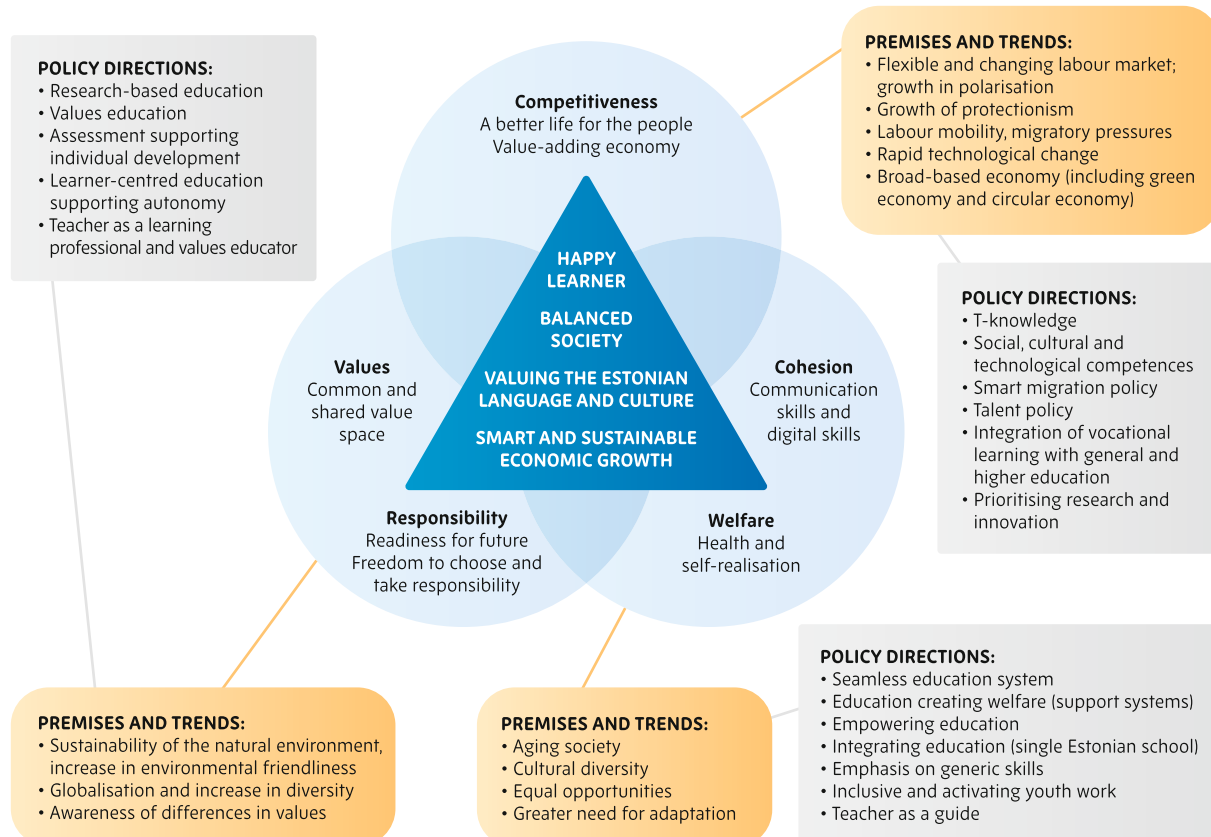 POLICY DIRECTIONS:
• Research-based education
• Values education
• Assessment supporting
individual development
• Learner-centred education
supporting autonomy
• Teacher as a learning
professional and values educator
Competitiveness
A better life for the people
Value-adding economy
PREMISES AND TRENDS:
• Flexible and changing labour market;
growth in polarisation
• Growth of protectionism
• Labour mobility, migratory pressures
• Rapid technological change
• Broad-based economy (including green
economy and circular economy)
HAPPY
LEARNER
BALANCED
SOCIETY
VALUING THE ESTONIAN
LANGUAGE AND CULTURE
SMART AND SUSTAINABLE
ECONOMIC GROWTH
Values
Common and
shared value
space
Cohesion
Communication
skills and
digital skills
POLICY DIRECTIONS:
• T-knowledge
• Social, cultural and
technological competences
• Smart migration policy
• Talent policy
• Integration of vocational
learning with general and
higher education
• Prioritising research and
innovation
Responsibility
Readiness for future
Freedom to choose and
take responsibility
Welfare
Health and
self-realisation
PREMISES AND TRENDS:
• Sustainability of the natural environment,
increase in environmental friendliness
• Globalisation and increase in diversity
• Awareness of differences in values
PREMISES AND TRENDS:
• Aging society
• Cultural diversity
• Equal opportunities
• Greater need for adaptation
POLICY DIRECTIONS:
• Seamless education system
• Education creating welfare (support systems)
• Empowering education
• Integrating education (single Estonian school)
• Emphasis on generic skills
• Inclusive and activating youth work
• Teacher as a guide